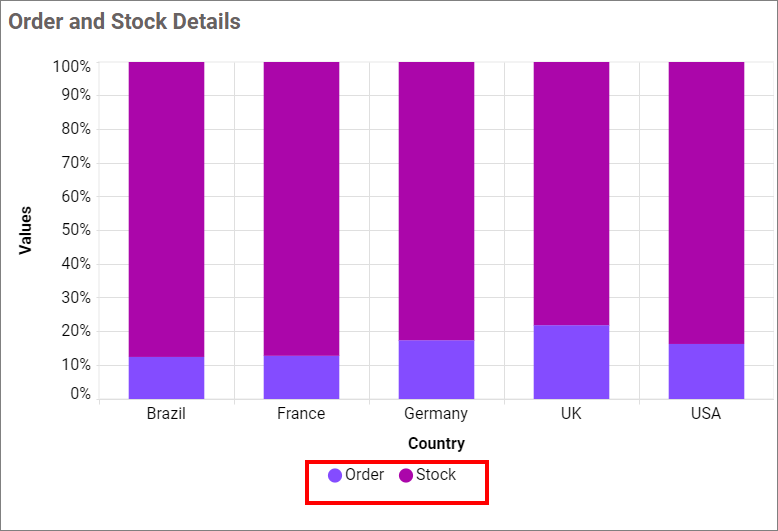 Order and Stock Details
100%
90%
80%
70%
60%
50%
40%
30%
20%
10%
0%
Values
Brazil France Germany UK USA
Country
Order Stock